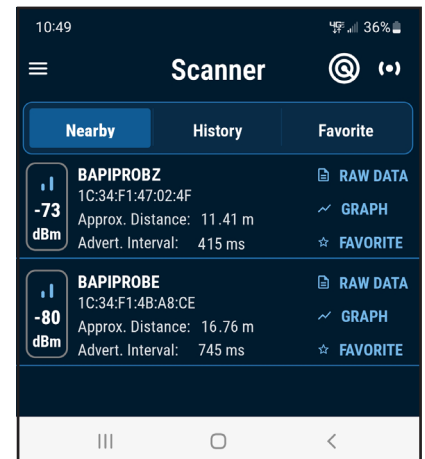 10:49 36%
Scanner
Nearby History Favorite
BAPIPROBZ RAW DATA
1C:34:F1:47:02:4F
-73 GRAPH
Approx. Distance: 11.41 m
dBm
Advert. Interval: 415 ms FAVORITE
BAPIPROBE RAW DATA
1C:34:F1:4B:A8:CE
-80 GRAPH
Approx. Distance: 16.76 m
dBm
Advert. Interval: 745 ms FAVORITE